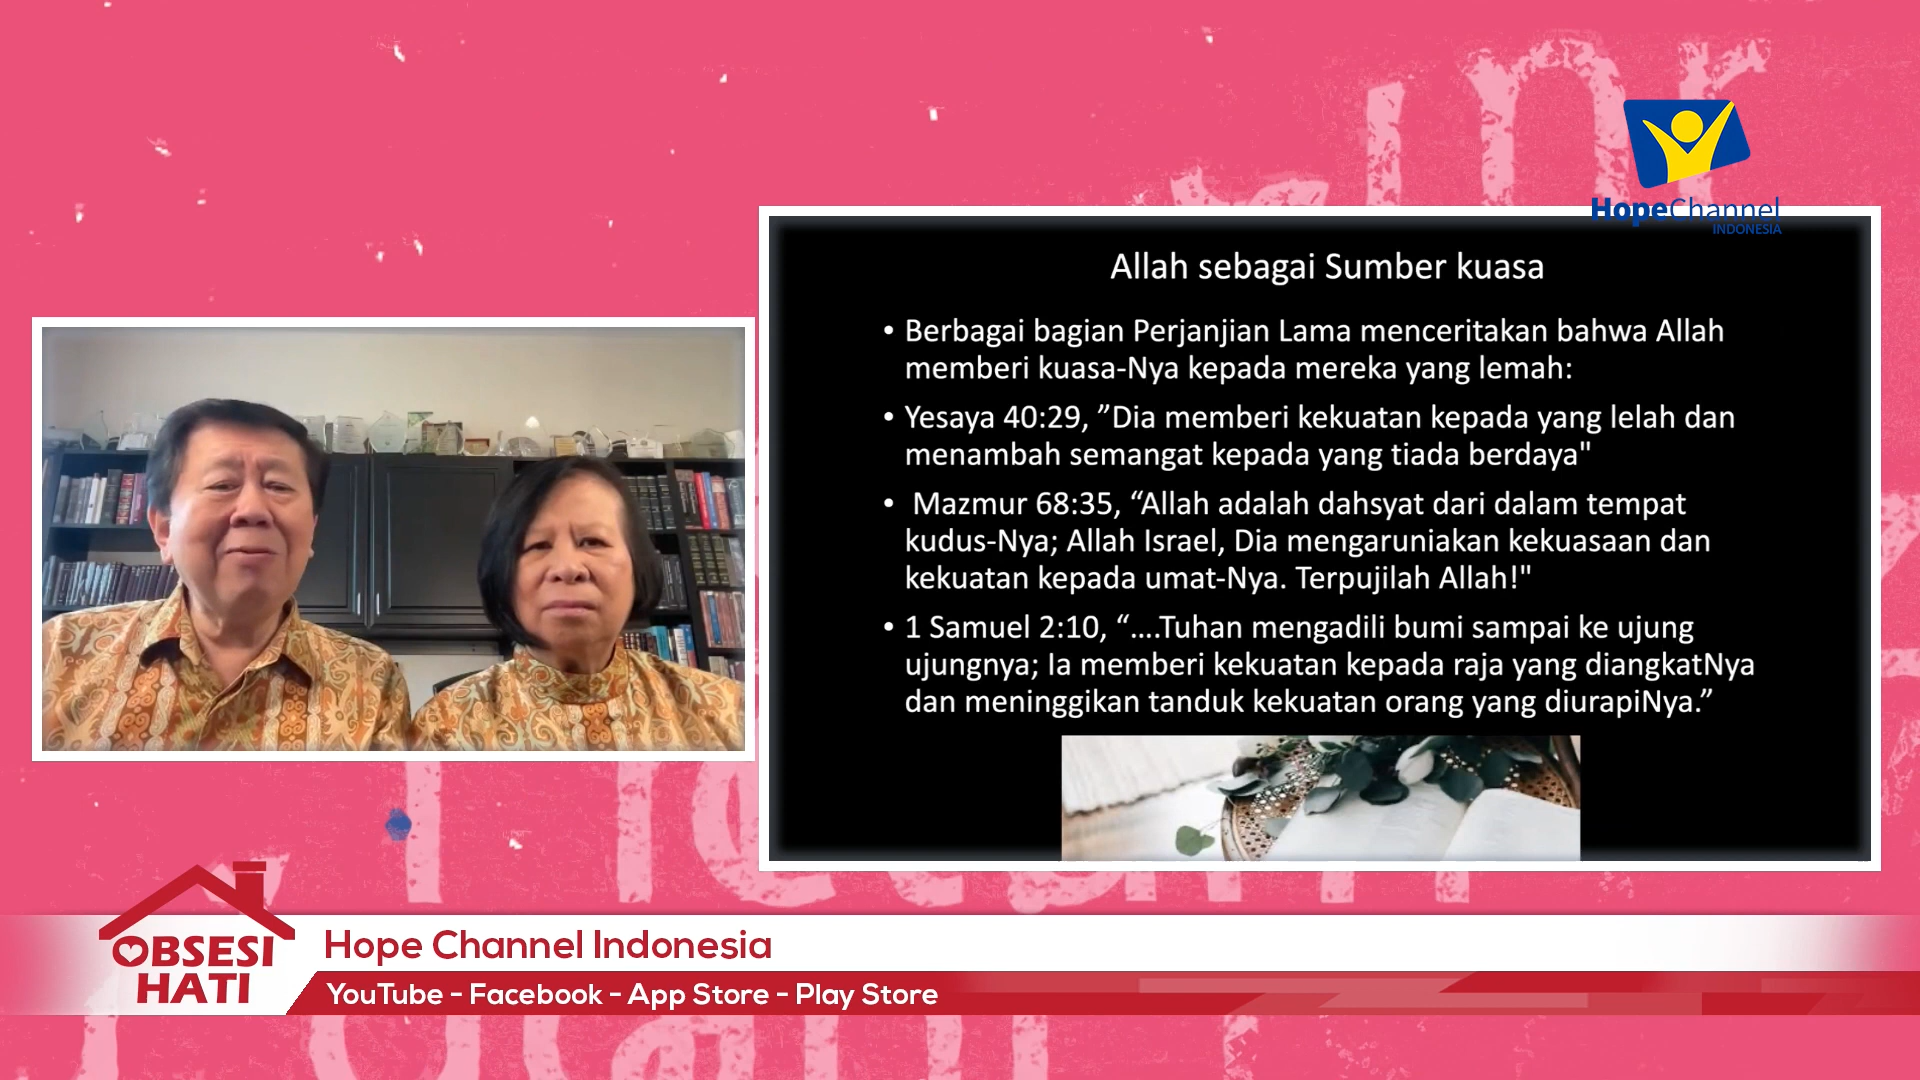 HopeChannel
INDONESIA
Allah sebagai Sumber kuasa
• Berbagai bagian Perjanjian Lama menceritakan bahwa Allah
memberi kuasa-Nya kepada mereka yang lemah:
• Yesaya 40:29, ”Dia memberi kekuatan kepada yang lelah dan
menambah semangat kepada yang tiada berdaya"
• Mazmur 68:35, “Allah adalah dahsyat dari dalam tempat
kudus-Nya; Allah Israel, Dia mengaruniakan kekuasaan dan
kekuatan kepada umat-Nya. Terpujilah Allah!"
• 1 Samuel 2:10, “....Tuhan mengadili bumi sampai ke ujung
ujungnya; Ia memberi kekuatan kepada raja yang diangkatNya
dan meninggikan tanduk kekuatan orang yang diurapiNya.”
OBSESI
HATI
Hope Channel Indonesia
YouTube - Facebook - App Store - Play Store